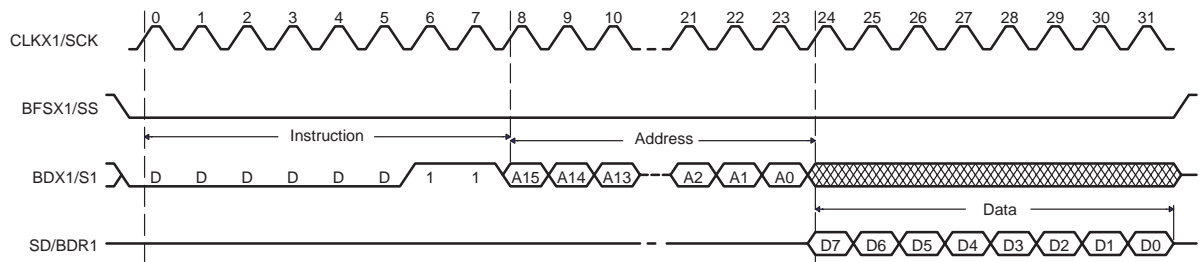 0 1 2 3 4 5 6 7 8 9 10 21 22 23 24 25 26 27 28 29 30 31
CLKX1/SCK
BFSX1/SS
Instruction Address
BDX1/S1 D D D D D D 1 1 A15 A14 A13 A2 A1 A0
Data
SD/BDR1 D7 D6 D5 D4 D3 D2 D1 D0